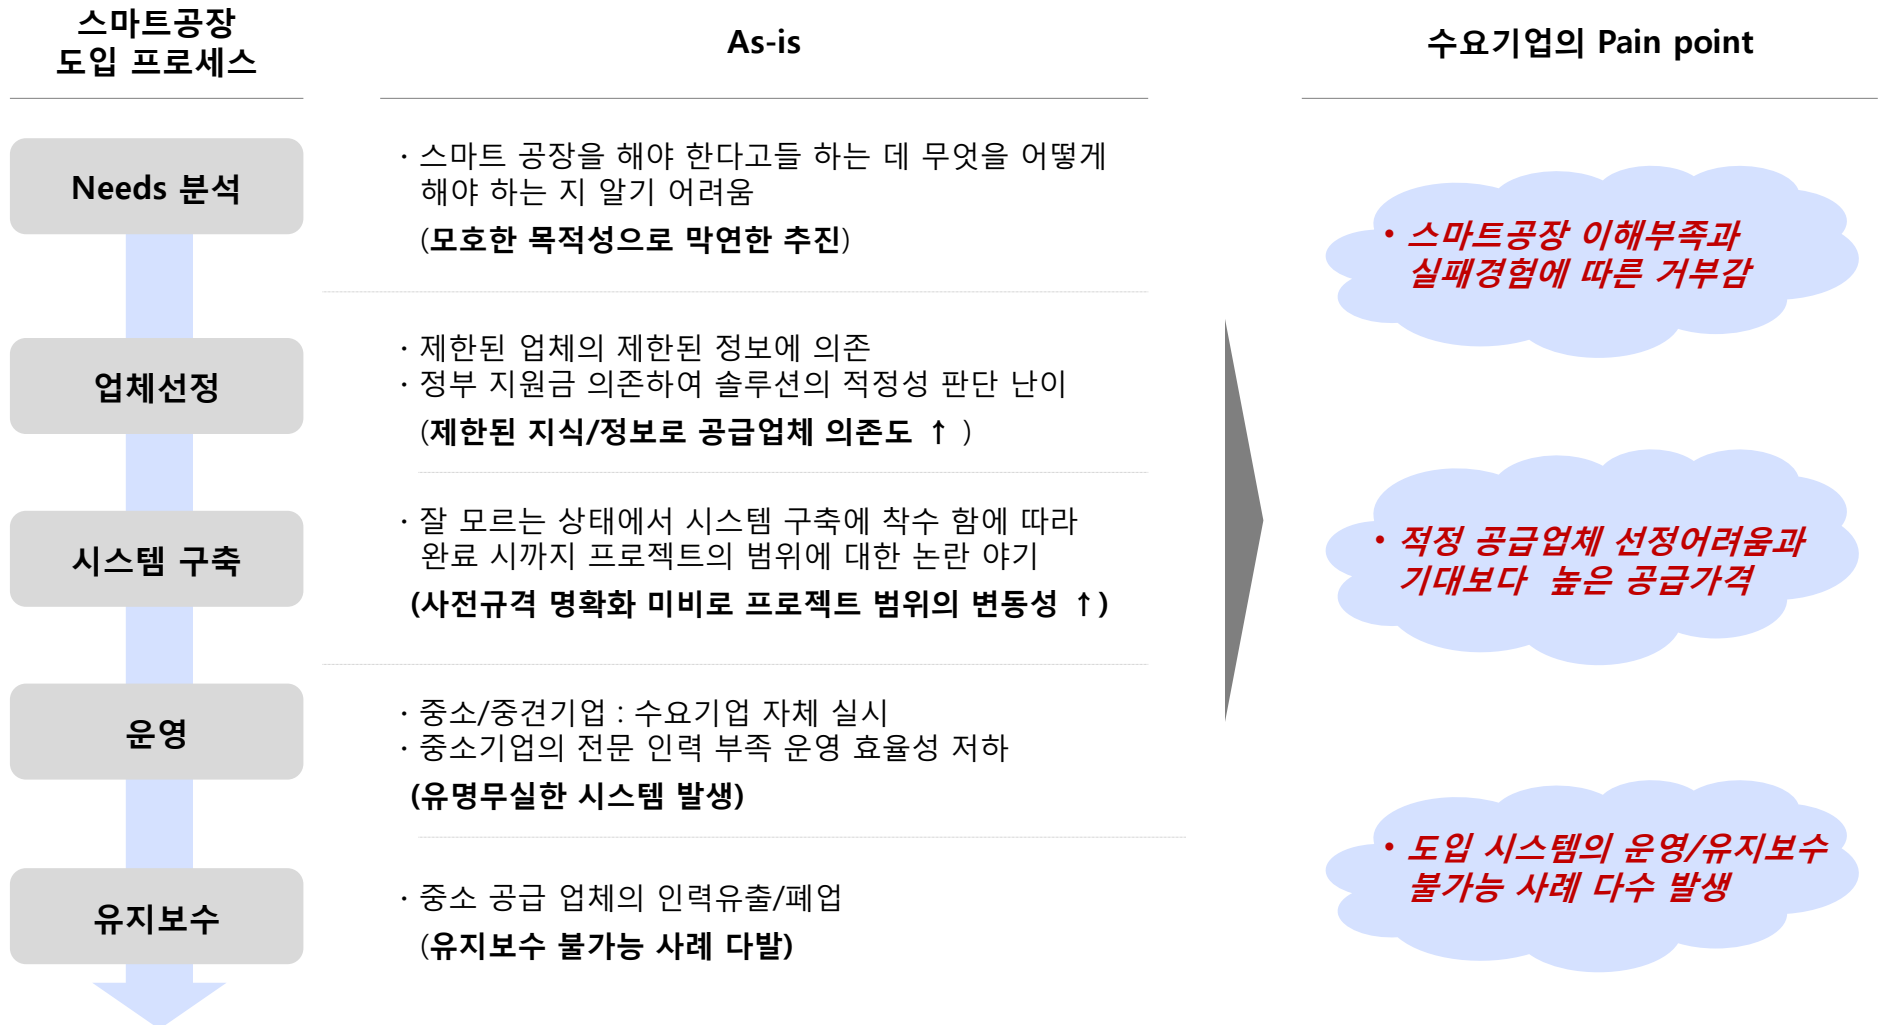 스마트공장
도입 프로세스
As-is
수요기업의 Pain point
Needs 분석
· 스마트 공장을 해야 한다고들 하는 데 무엇을 어떻게
해야 하는 지 알기 어려움
(모호한 목적성으로 막연한 추진)
업체선정
· 제한된 업체의 제한된 정보에 의존
· 정부 지원금 의존하여 솔루션의 적정성 판단 난이
(제한된 지식/정보로 공급업체 의존도 ↑ )
시스템 구축
· 잘 모르는 상태에서 시스템 구축에 착수 함에 따라
완료 시까지 프로젝트의 범위에 대한 논란 야기
(사전규격 명확화 미비로 프로젝트 범위의 변동성 ↑)
운영
· 중소/중견기업 : 수요기업 자체 실시
· 중소기업의 전문 인력 부족 운영 효율성 저하
(유명무실한 시스템 발생)
유지보수
· 중소 공급 업체의 인력유출/폐업
(유지보수 불가능 사례 다발)
• 스마트공장 이해부족과
실패경험에 따른 거부감
• 적정 공급업체 선정어려움과
기대보다 높은 공급가격
• 도입 시스템의 운영/유지보수
불가능 사례 다수 발생